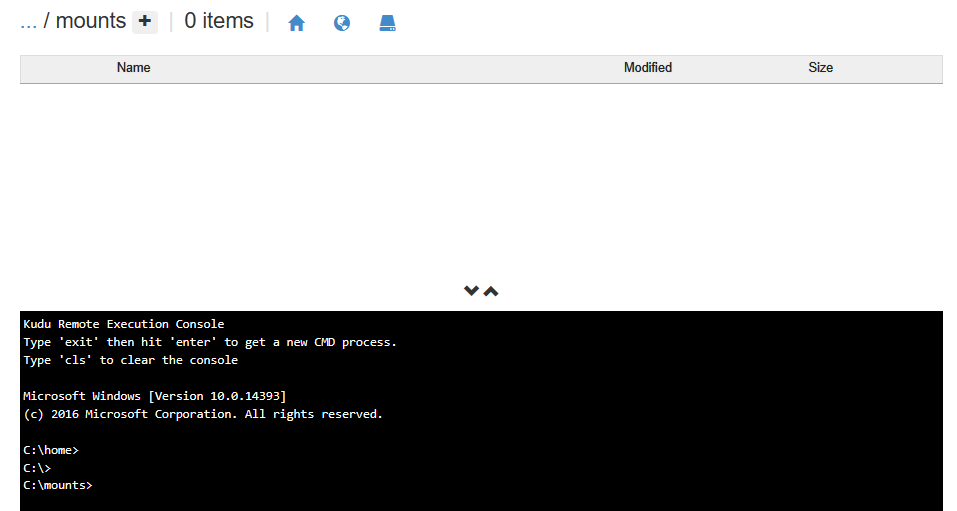 ... / mounts + | 0 items |
Name Modified Size
Kudu Remote Execution Console
Type 'exit' then hit 'enter' to get a new CMD process.
Type 'cls' to clear the console
Microsoft Windows [Version 10.0.14393]
(c) 2016 Microsoft Corporation. All rights reserved.
C:\home>
C:\>
C:\mounts>